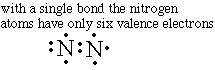 with a single bond the nitrogen
atoms have only six valence electrons
N N